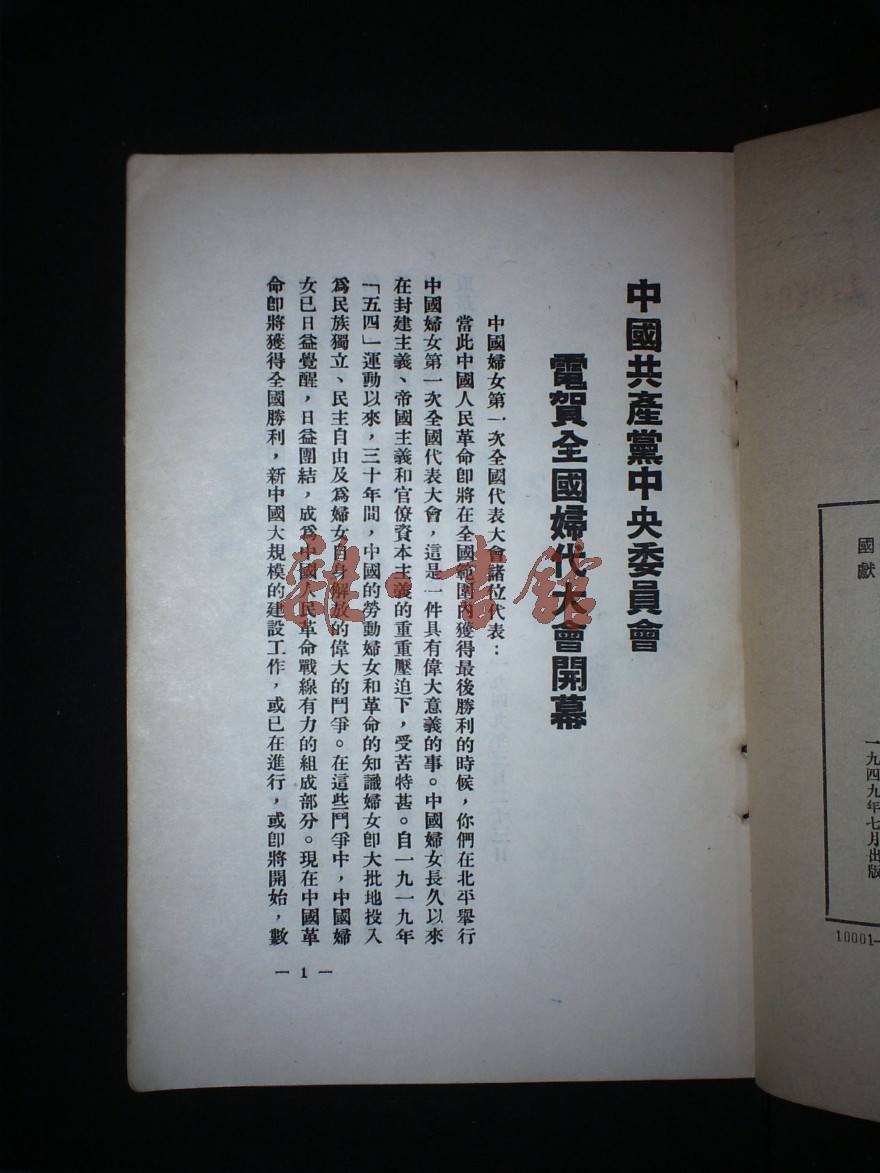 中國共產黨中央委員會
電賀全國婦代大會開幕
中國婦女第一次全國代表大會諸位代表：
當此中國人民革命即將在全國範圍內獲得最後勝利的時候，你們在北平舉行
中國婦女第一次全國代表大會，這是一件具有偉大意義的事。中國婦女長久以來
在封建主義、帝國主義和官僚資本主義的重重壓迫下，受苦特甚。自一九一九年
「五四」運動以來，三十年間，中國的勞動婦女和革命的知識婦女即大批地投入
爲民族獨立、民主自由及爲婦女自身解放的偉大的鬥爭。在這些鬥爭中，中國婦
女已日益覺醒，日益團結，成爲中國人民革命戰線有力的組成部分。現在中國革
命即將獲得全國勝利，新中國大規模的建設工作，或已在進行，或即將開始，數
— 1 —
國
獻
一九四九年七月出版
10001—
書館